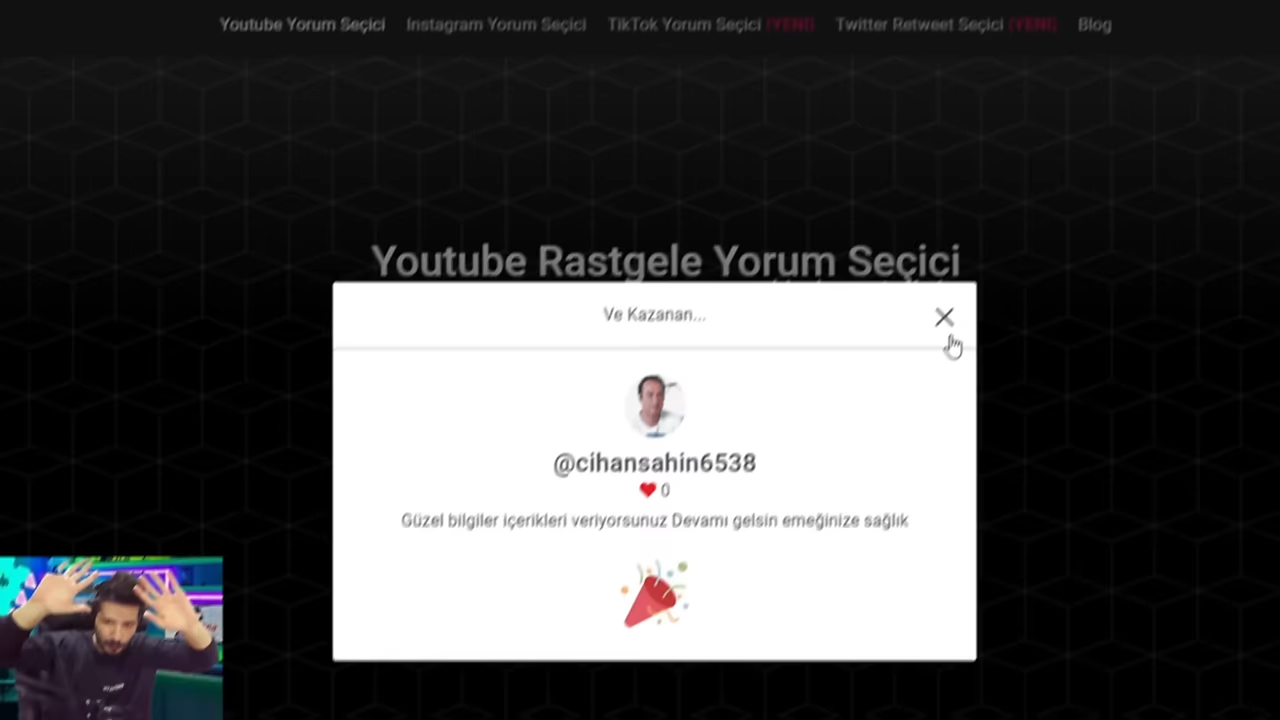 Youtube Yorum Seçici Instagram Yorum Seçici TikTok Yorum Seçici (YENİ) Twitter Retweet Seçici (YENİ) Blog
Youtube Rastgele Yorum Seçici
Ve Kazanan...
@cihansahin6538
0
Güzel bilgiler içerikleri veriyorsunuz Devamı gelsin emeğinize sağlık